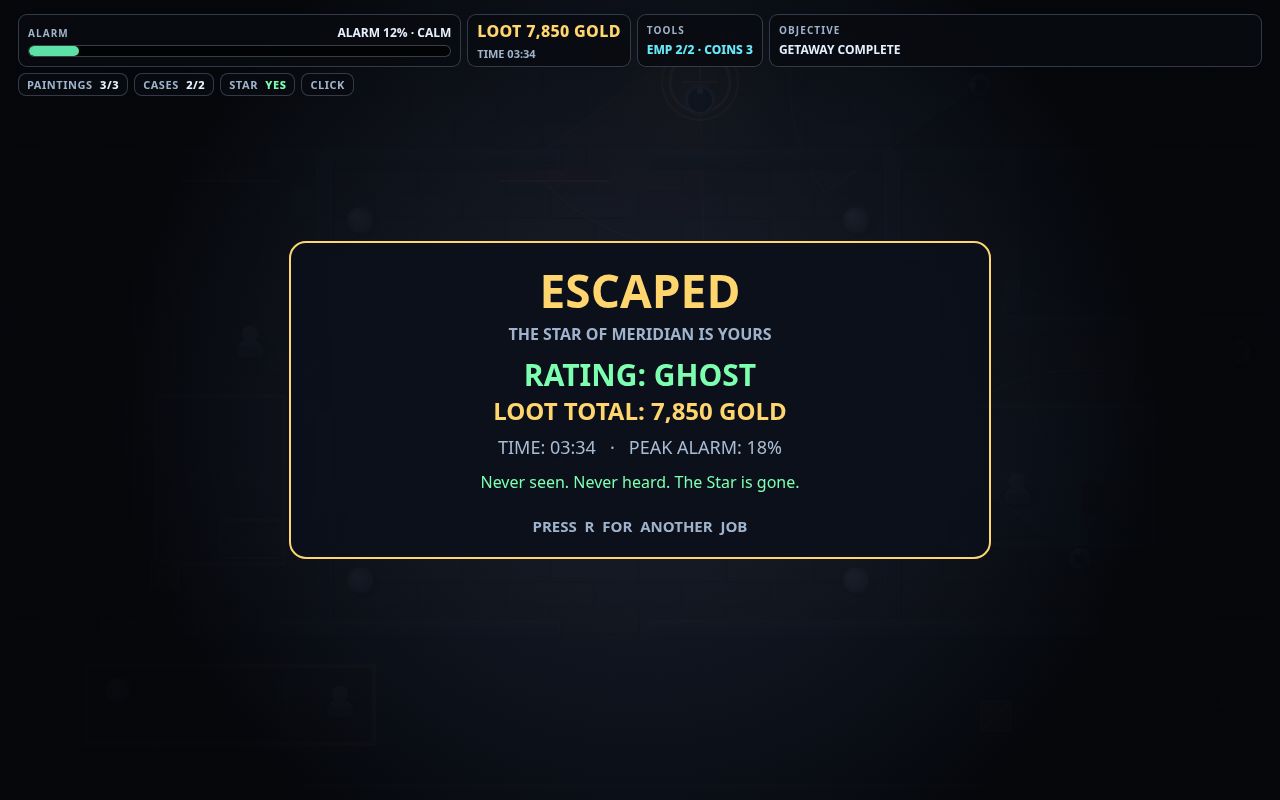 ALARM
ALARM 12% · CALM
LOOT 7,850 GOLD
TIME 03:34
TOOLS
EMP 2/2 · COINS 3
OBJECTIVE
GETAWAY COMPLETE
PAINTINGS 3/3
CASES 2/2
STAR YES
CLICK
ESCAPED
THE STAR OF MERIDIAN IS YOURS
RATING: GHOST
LOOT TOTAL: 7,850 GOLD
TIME: 03:34 · PEAK ALARM: 18%
Never seen. Never heard. The Star is gone.
PRESS R FOR ANOTHER JOB